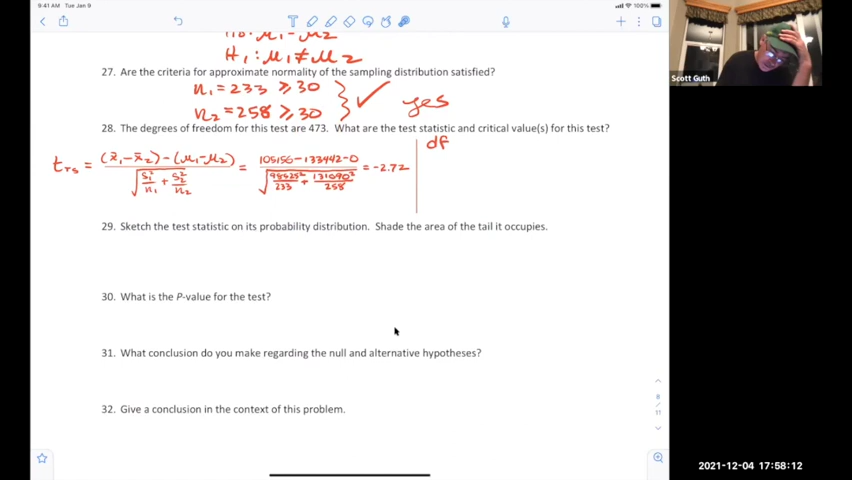 9:41 AM Tue Jan 9
100%
H0: μ1 = μ2
H1: μ1 ≠ μ2
27. Are the criteria for approximate normality of the sampling distribution satisfied?
n1 = 233 ≥ 30
n2 = 258 ≥ 30 } ✓ yes
28. The degrees of freedom for this test are 473. What are the test statistic and critical value(s) for this test?
df
t_TS = ((x̄1 − x̄2) − (μ1 − μ2)) / √(s1²/n1 + s2²/n2) = (105156 − 133442 − 0) / √(98525²/233 + 131090²/258) = −2.72
29. Sketch the test statistic on its probability distribution. Shade the area of the tail it occupies.
30. What is the P-value for the test?
31. What conclusion do you make regarding the null and alternative hypotheses?
32. Give a conclusion in the context of this problem.
Scott Guth
2021-12-04 17:58:12